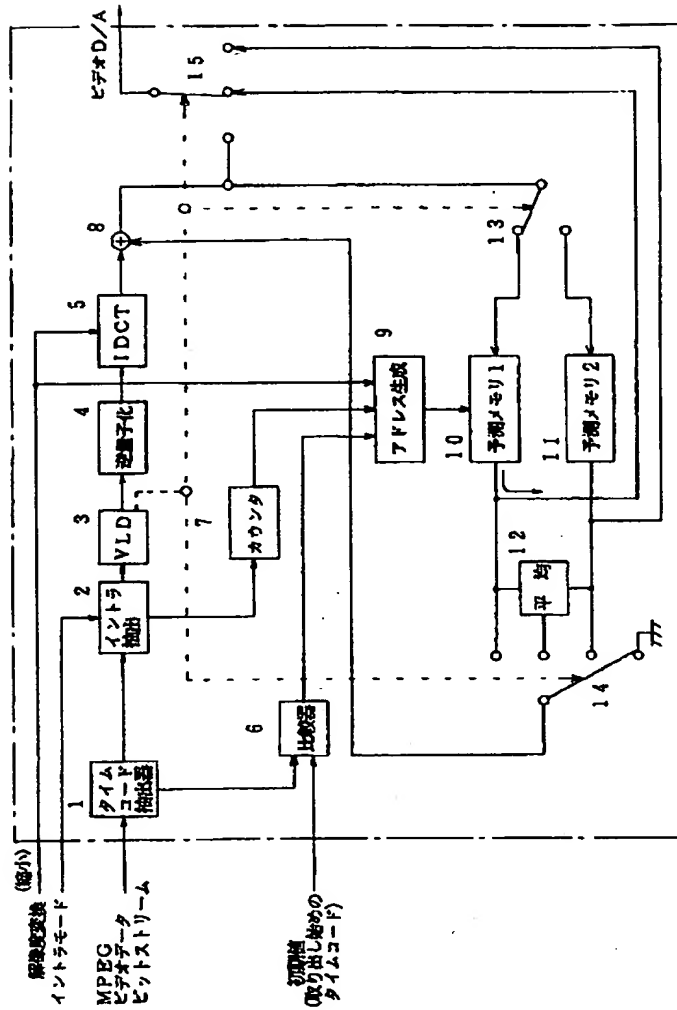 解像度変換
(縮小)
イントラモード
MPEG
ビデオデータ
ビットストリーム
初期値
(取り出し始めの
タイムコード)
1
タイム
コード
抽出器
2
イントラ
抽出
3
VLD
4
逆量子化
5
IDCT
6
比較器
7
カウンタ
8
9
アドレス生成
10
予測メモリ1
11
予測メモリ2
12
平均
13
14
15
ビデオD/A